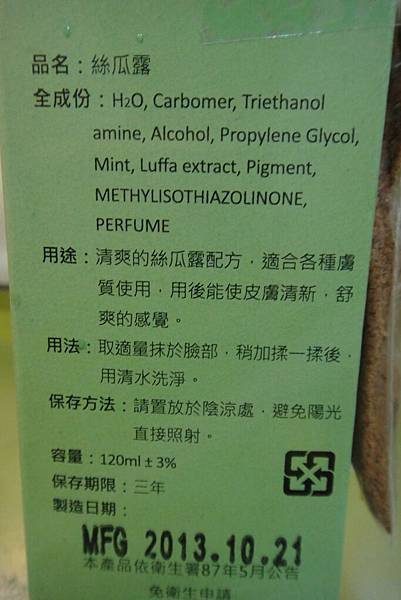 品名：絲瓜露
全成份：H2O, Carbomer, Triethanol
amine, Alcohol, Propylene Glycol,
Mint, Luffa extract, Pigment,
METHYLISOTHIAZOLINONE,
PERFUME
用途：清爽的絲瓜露配方，適合各種膚
質使用，用後能使皮膚清新，舒
爽的感覺。
用法：取適量抹於臉部，稍加揉一揉後，
用清水洗淨。
保存方法：請置放於陰涼處，避免陽光
直接照射。
容量：120ml ± 3%
保存期限：三年
製造日期：
MFG 2013.10.21
本產品依衛生署87年5月公告
免衛生申請